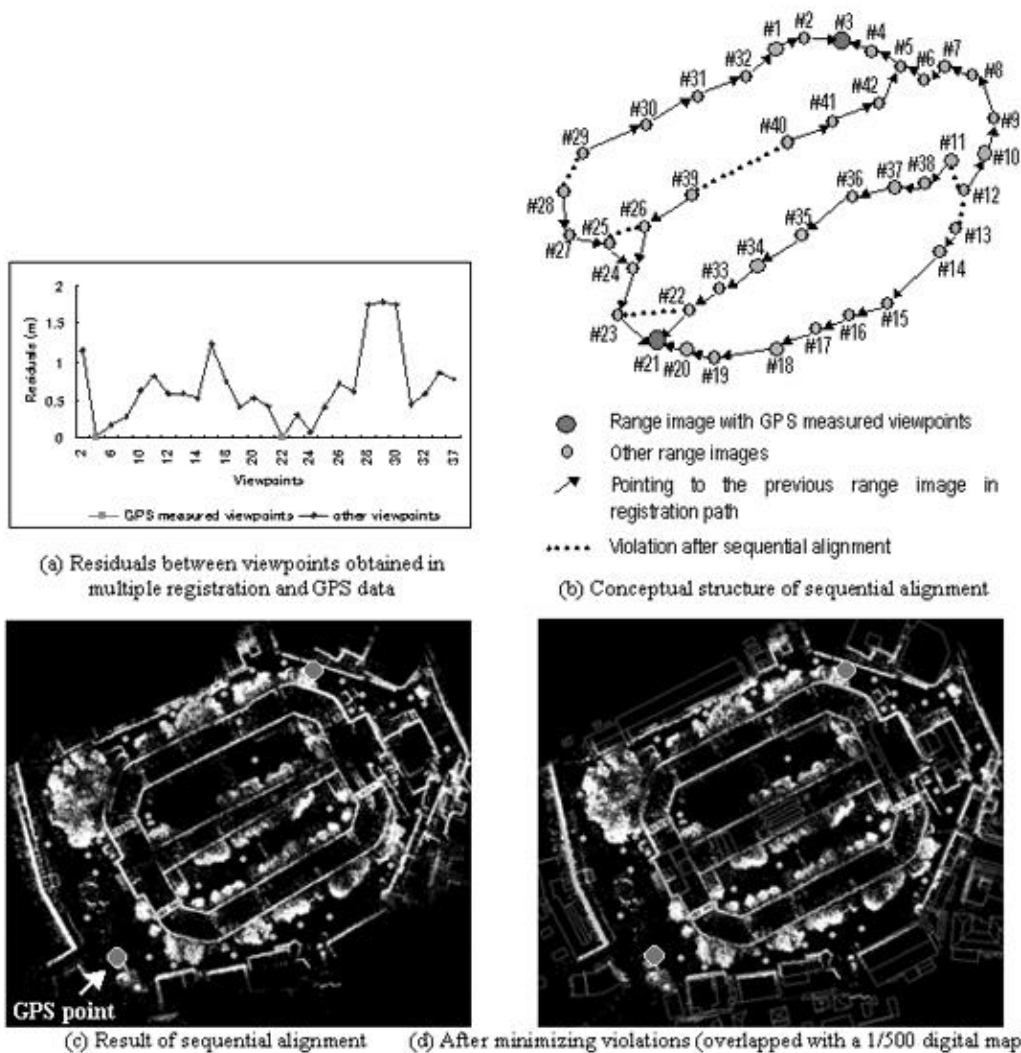 2
1.5
1
0.5
0
Residuals (m)
2 6 10 12 14 16 18 20 22 24 26 28 30 32 37
Viewpoints
GPS measured viewpoints other viewpoints
(a) Residuals between viewpoints obtained in
multiple registration and GPS data
#1 #2 #3 #4 #5 #6 #7 #8
#32 #31 #30 #29 #42 #41 #40 #9
#11 #10 #38 #37 #36 #12
#39 #28 #26 #25 #27 #35 #13
#24 #34 #14
#33 #22 #23 #15
#16 #17
#21 #20 #19 #18
Range image with GPS measured viewpoints
Other range images
Pointing to the previous range image in
registration path
Violation after sequential alignment
(b) Conceptual structure of sequential alignment
GPS point
(c) Result of sequential alignment
(d) After minimizing violations (overlapped with a 1/500 digital map